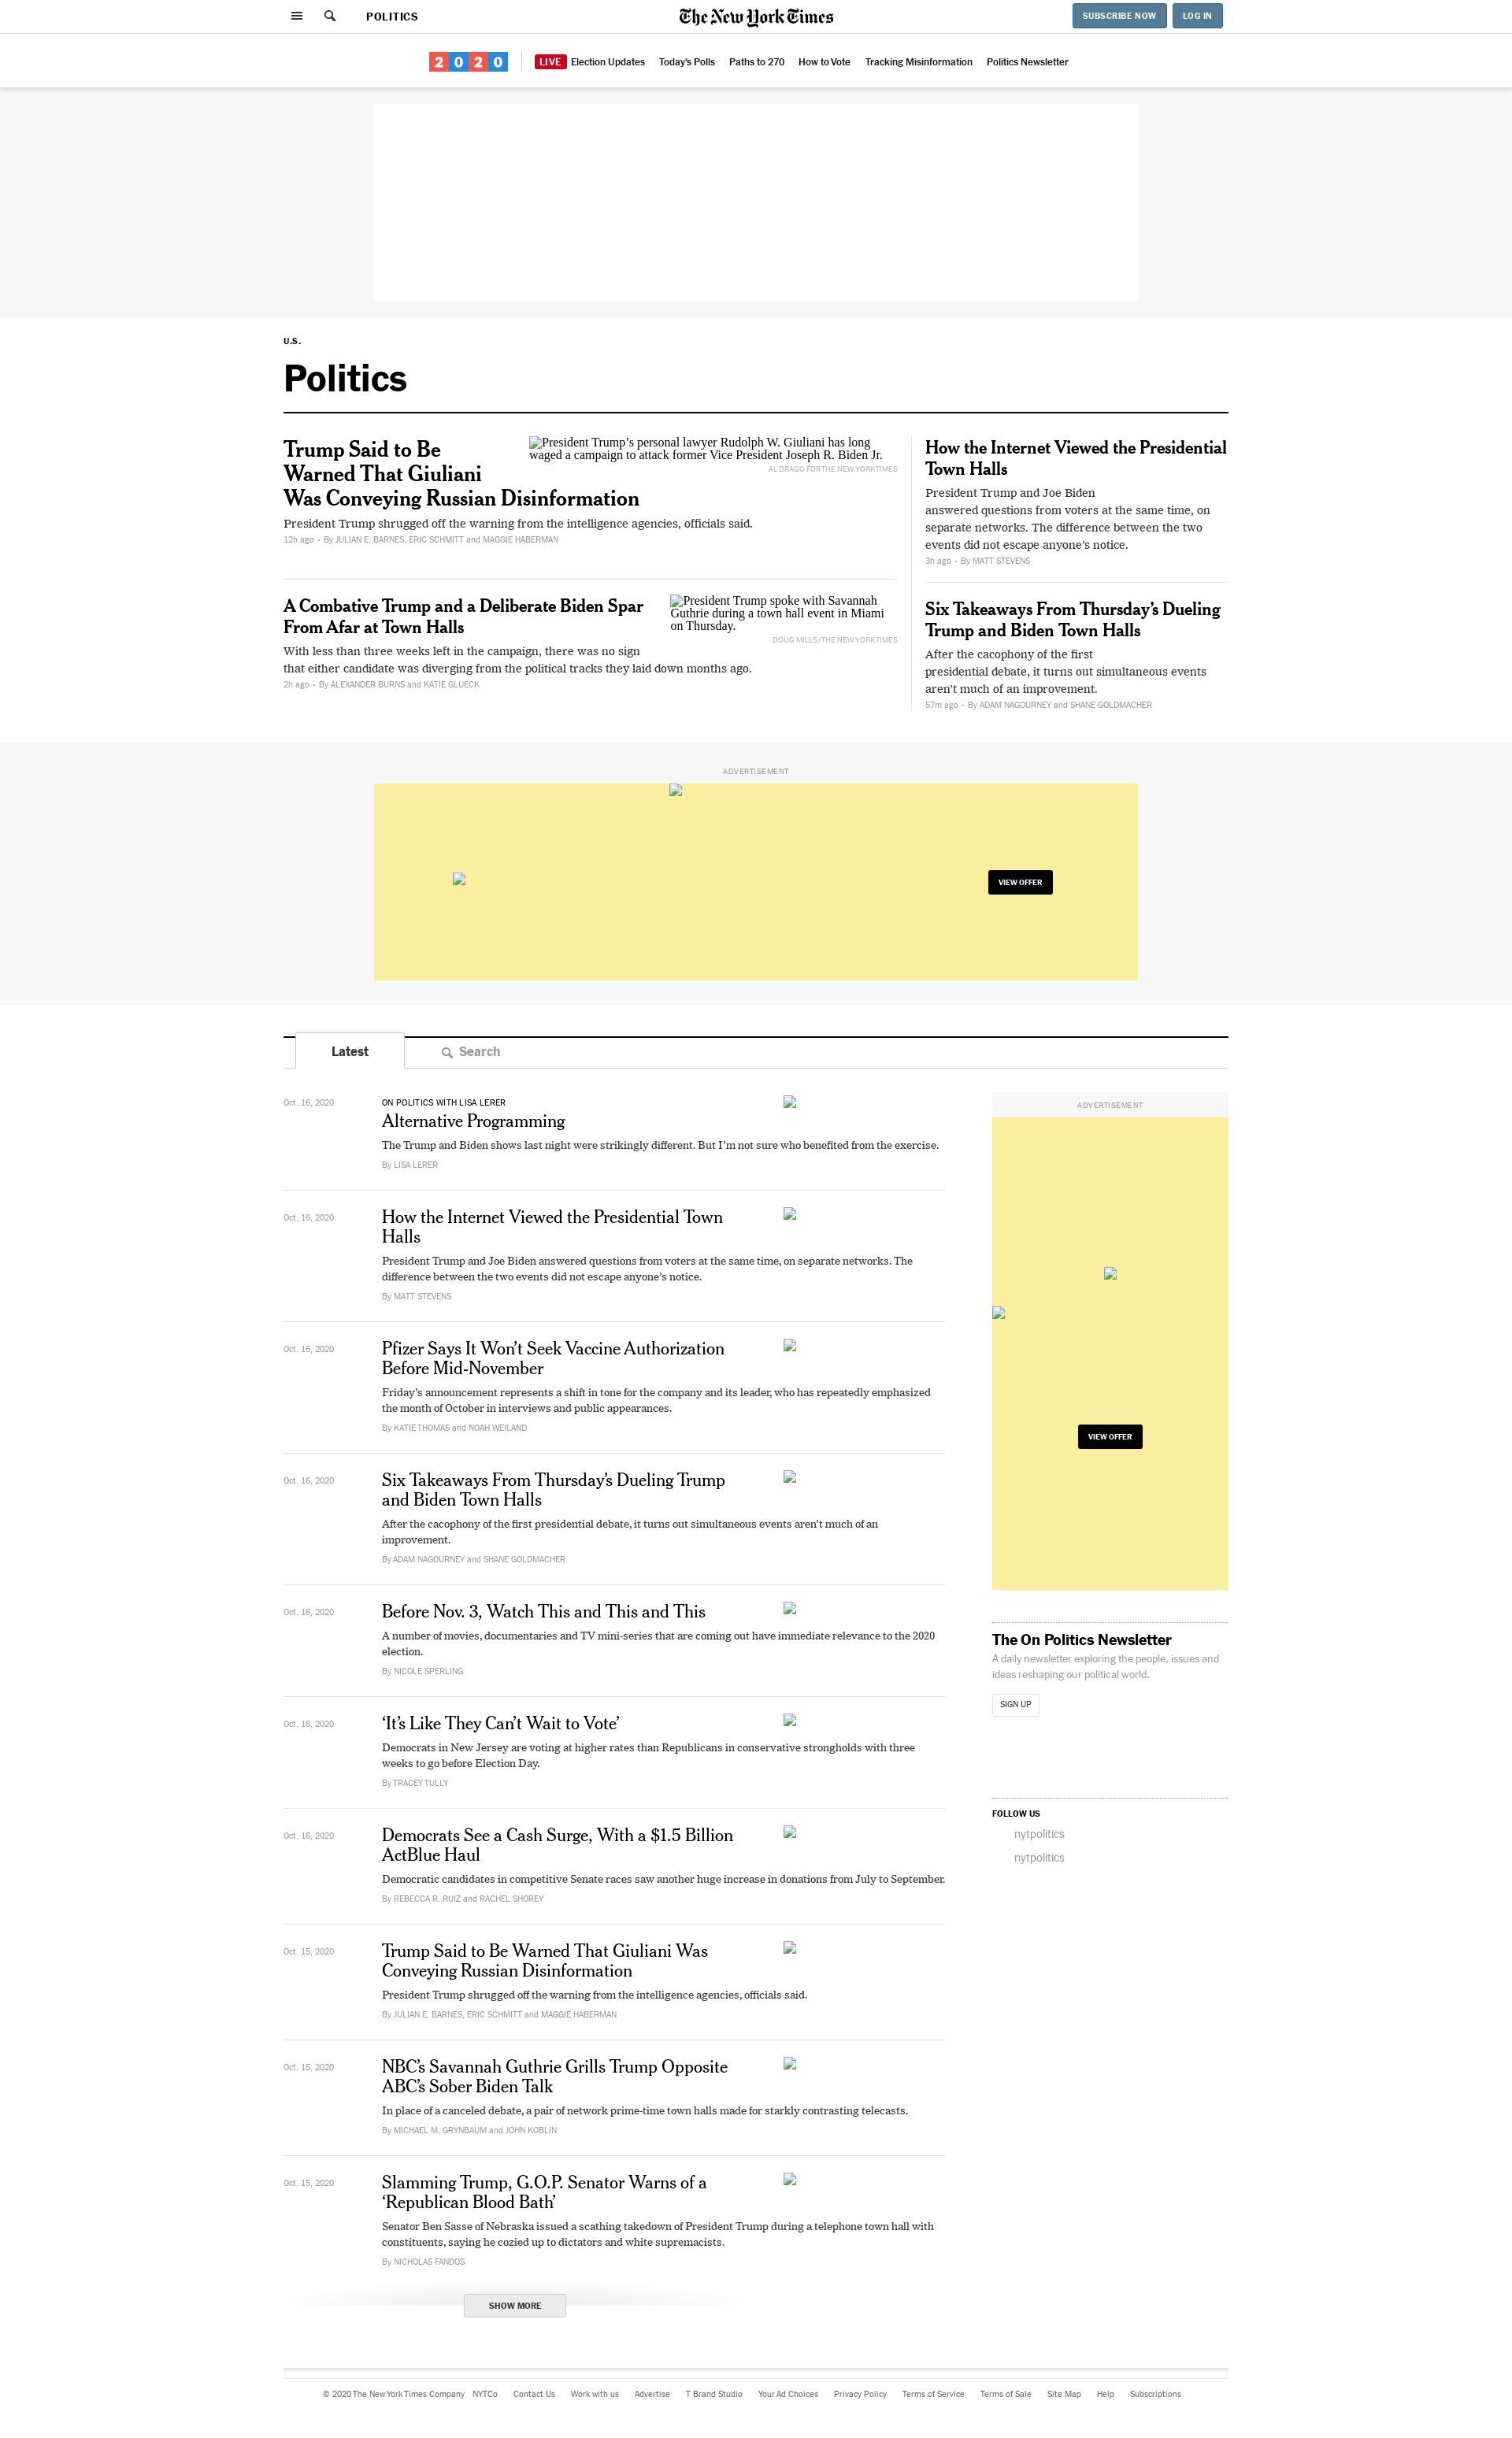 POLITICS
The New York Times
SUBSCRIBE NOW
LOG IN
2020
LIVE Election Updates
Today's Polls
Paths to 270
How to Vote
Tracking Misinformation
Politics Newsletter
U.S.
Politics
Trump Said to Be
Warned That Giuliani
Was Conveying Russian Disinformation
President Trump's personal lawyer Rudolph W. Giuliani has long
waged a campaign to attack former Vice President Joseph R. Biden Jr.
AL DRAGO FOR THE NEW YORK TIMES
President Trump shrugged off the warning from the intelligence agencies, officials said.
12h ago • By JULIAN E. BARNES, ERIC SCHMITT and MAGGIE HABERMAN
A Combative Trump and a Deliberate Biden Spar
From Afar at Town Halls
President Trump spoke with Savannah
Guthrie during a town hall event in Miami
on Thursday.
DOUG MILLS/THE NEW YORK TIMES
With less than three weeks left in the campaign, there was no sign
that either candidate was diverging from the political tracks they laid down months ago.
2h ago • By ALEXANDER BURNS and KATIE GLUECK
How the Internet Viewed the Presidential
Town Halls
President Trump and Joe Biden
answered questions from voters at the same time, on
separate networks. The difference between the two
events did not escape anyone's notice.
3h ago • By MATT STEVENS
Six Takeaways From Thursday's Dueling
Trump and Biden Town Halls
After the cacophony of the first
presidential debate, it turns out simultaneous events
aren't much of an improvement.
57m ago • By ADAM NAGOURNEY and SHANE GOLDMACHER
ADVERTISEMENT
VIEW OFFER
Latest
Search
Oct. 16, 2020
ON POLITICS WITH LISA LERER
Alternative Programming
The Trump and Biden shows last night were strikingly different. But I'm not sure who benefited from the exercise.
By LISA LERER
Oct. 16, 2020
How the Internet Viewed the Presidential Town
Halls
President Trump and Joe Biden answered questions from voters at the same time, on separate networks. The
difference between the two events did not escape anyone's notice.
By MATT STEVENS
Oct. 16, 2020
Pfizer Says It Won't Seek Vaccine Authorization
Before Mid-November
Friday's announcement represents a shift in tone for the company and its leader, who has repeatedly emphasized
the month of October in interviews and public appearances.
By KATIE THOMAS and NOAH WEILAND
Oct. 16, 2020
Six Takeaways From Thursday's Dueling Trump
and Biden Town Halls
After the cacophony of the first presidential debate, it turns out simultaneous events aren't much of an
improvement.
By ADAM NAGOURNEY and SHANE GOLDMACHER
Oct. 16, 2020
Before Nov. 3, Watch This and This and This
A number of movies, documentaries and TV mini-series that are coming out have immediate relevance to the 2020
election.
By NICOLE SPERLING
Oct. 16, 2020
‘It's Like They Can't Wait to Vote’
Democrats in New Jersey are voting at higher rates than Republicans in conservative strongholds with three
weeks to go before Election Day.
By TRACEY TULLY
Oct. 16, 2020
Democrats See a Cash Surge, With a $1.5 Billion
ActBlue Haul
Democratic candidates in competitive Senate races saw another huge increase in donations from July to September.
By REBECCA R. RUIZ and RACHEL SHOREY
Oct. 15, 2020
Trump Said to Be Warned That Giuliani Was
Conveying Russian Disinformation
President Trump shrugged off the warning from the intelligence agencies, officials said.
By JULIAN E. BARNES, ERIC SCHMITT and MAGGIE HABERMAN
Oct. 15, 2020
NBC's Savannah Guthrie Grills Trump Opposite
ABC's Sober Biden Talk
In place of a canceled debate, a pair of network prime-time town halls made for starkly contrasting telecasts.
By MICHAEL M. GRYNBAUM and JOHN KOBLIN
Oct. 15, 2020
Slamming Trump, G.O.P. Senator Warns of a
‘Republican Blood Bath’
Senator Ben Sasse of Nebraska issued a scathing takedown of President Trump during a telephone town hall with
constituents, saying he cozied up to dictators and white supremacists.
By NICHOLAS FANDOS
SHOW MORE
ADVERTISEMENT
VIEW OFFER
The On Politics Newsletter
A daily newsletter exploring the people, issues and
ideas reshaping our political world.
SIGN UP
FOLLOW US
nytpolitics
nytpolitics
© 2020 The New York Times Company
NYTCo
Contact Us
Work with us
Advertise
T Brand Studio
Your Ad Choices
Privacy Policy
Terms of Service
Terms of Sale
Site Map
Help
Subscriptions